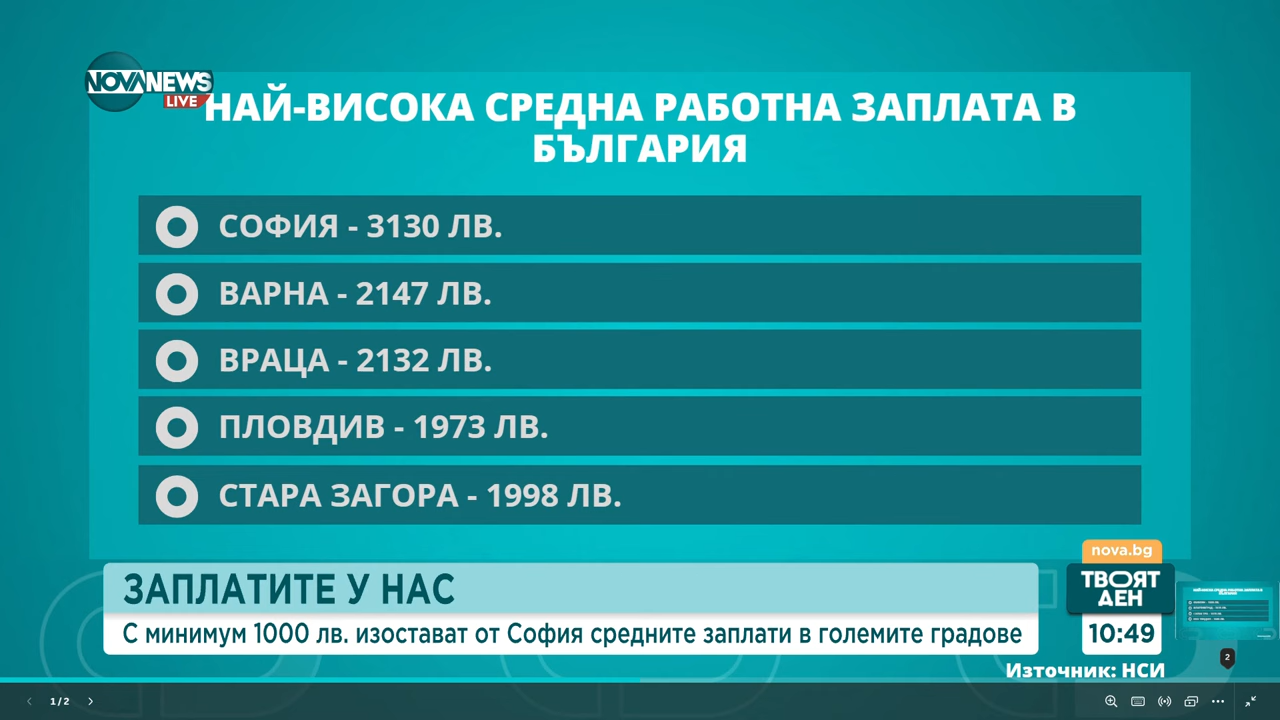 NOVANEWS
LIVE
НАЙ-ВИСОКА СРЕДНА РАБОТНА ЗАПЛАТА В
БЪЛГАРИЯ
СОФИЯ - 3130 ЛВ.
ВАРНА - 2147 ЛВ.
ВРАЦА - 2132 ЛВ.
ПЛОВДИВ - 1973 ЛВ.
СТАРА ЗАГОРА - 1998 ЛВ.
nova.bg
ЗАПЛАТИТЕ У НАС
ТВОЯТ
ДЕН
С минимум 1000 лв. изостават от София средните заплати в големите градове
10:49
2
Източник: НСИ
1/2